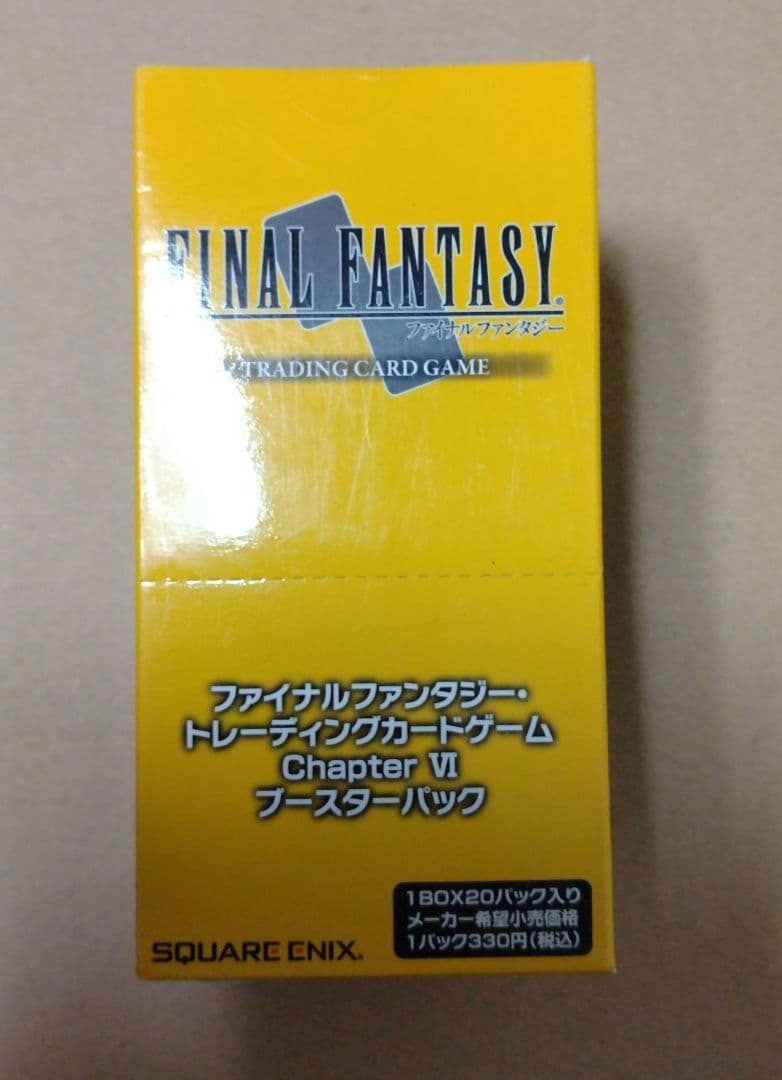 FINAL FANTASY®
ファイナルファンタジー
TRADING CARD GAME
ファイナルファンタジー・
トレーディングカードゲーム
Chapter Ⅵ
ブースターパック
1BOX20パック入り
メーカー希望小売価格
1パック330円(税込)
SQUARE ENIX®